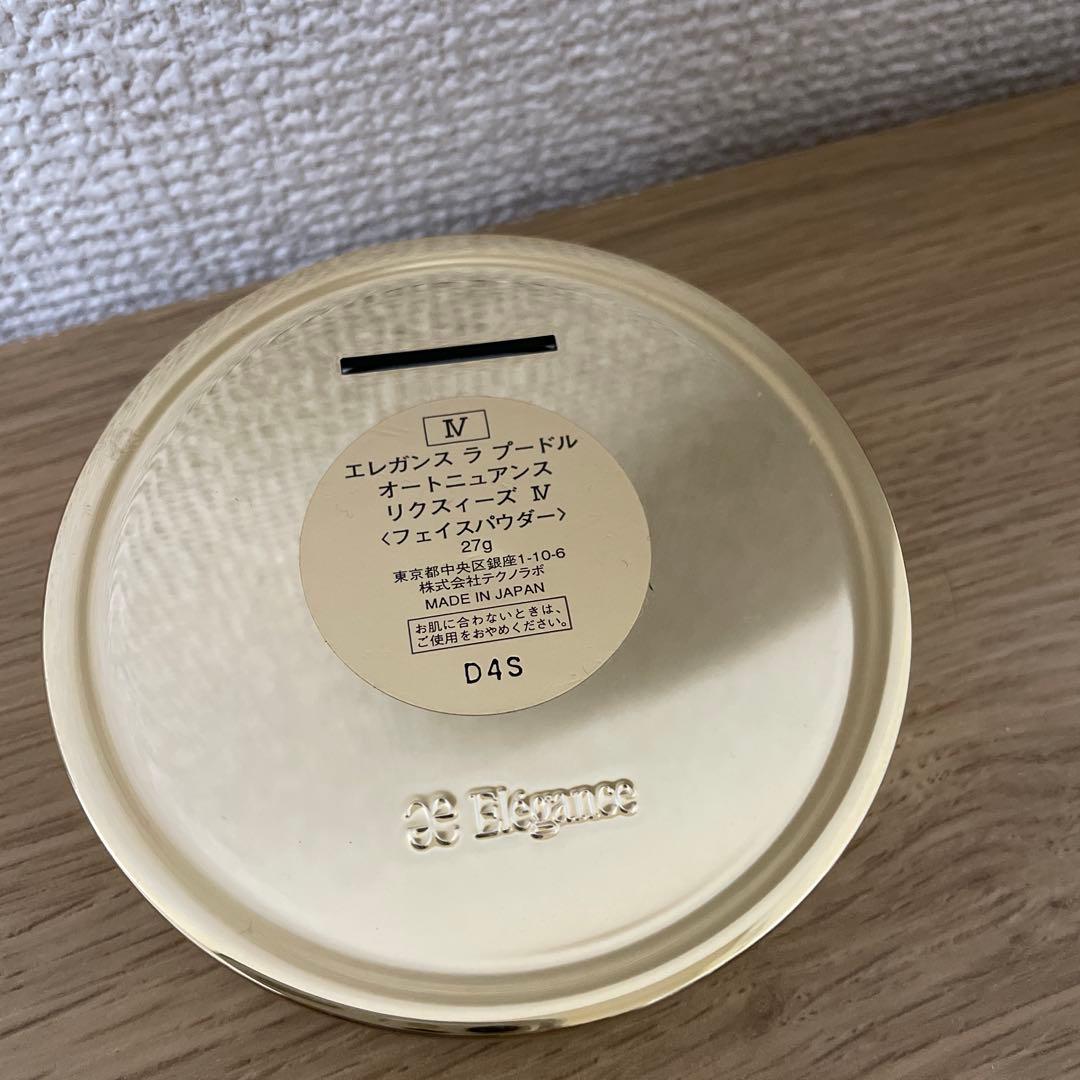 Ⅳ
エレガンス ラ プードル
オートニュアンス
リクスィーズ Ⅳ
〈フェイスパウダー〉
27g
東京都中央区銀座1-10-6
株式会社テクノラボ
MADE IN JAPAN
お肌に合わないときは、
ご使用をおやめください。
D4S
Æ Elégance